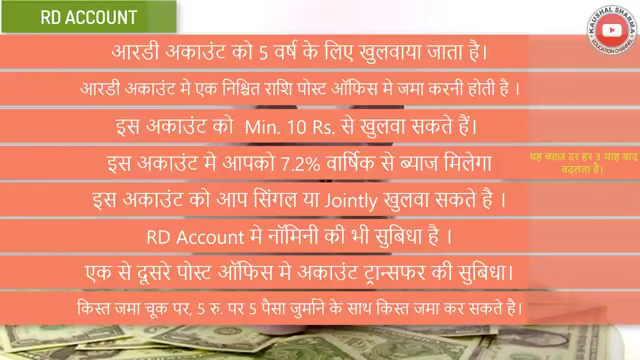 RD ACCOUNT
KAUSHAL SHARMA
EDUCATION CHANNEL
आरडी अकाउंट को 5 वर्ष के लिए खुलवाया जाता है।
आरडी अकाउंट मे एक निश्चित राशि पोस्ट ऑफिस मे जमा करनी होती है ।
इस अकाउंट को Min. 10 Rs. से खुलवा सकते हैं।
इस अकाउंट मे आपको 7.2% वार्षिक से ब्याज मिलेगा
यह ब्याज दर हर 3 माह बाद
बदलता है।
इस अकाउंट को आप सिंगल या Jointly खुलवा सकते है ।
RD Account मे नॉमिनी की भी सुबिधा है ।
एक से दूसरे पोस्ट ऑफिस मे अकाउंट ट्रान्सफर की सुबिधा।
किस्त जमा चूक पर, 5 रु. पर 5 पैसा जुर्माने के साथ किस्त जमा कर सकते है।